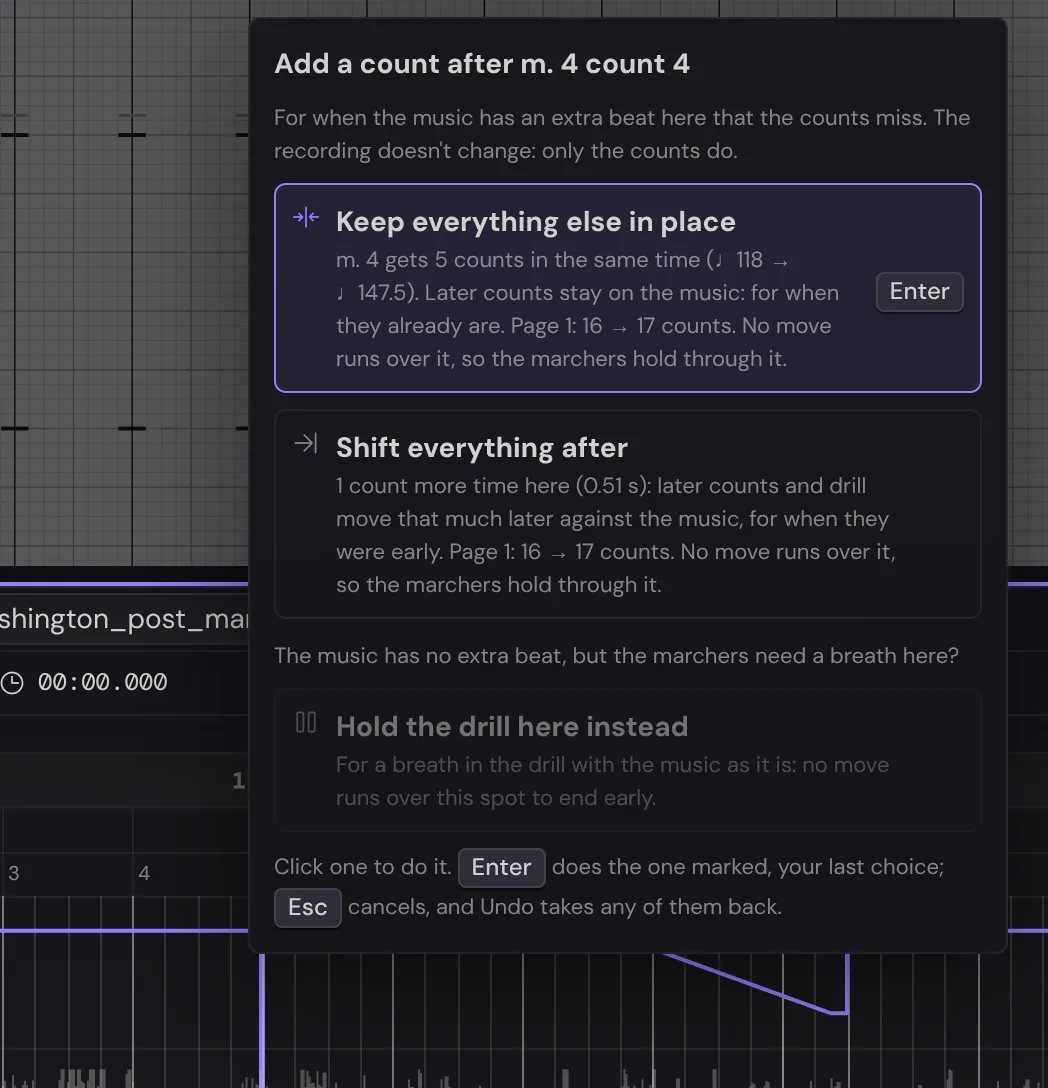 Add a count after m. 4 count 4
For when the music has an extra beat here that the counts miss. The
recording doesn't change: only the counts do.
Keep everything else in place
m. 4 gets 5 counts in the same time (♩ 118 →
♩ 147.5). Later counts stay on the music: for when
they already are. Page 1: 16 → 17 counts. No move
runs over it, so the marchers hold through it.
Enter
Shift everything after
1 count more time here (0.51 s): later counts and drill
move that much later against the music, for when they
were early. Page 1: 16 → 17 counts. No move runs over it,
so the marchers hold through it.
shington_post_mar
The music has no extra beat, but the marchers need a breath here?
00:00.000
Hold the drill here instead
For a breath in the drill with the music as it is: no move
runs over this spot to end early.
1
Click one to do it. Enter does the one marked, your last choice;
Esc cancels, and Undo takes any of them back.
3
4